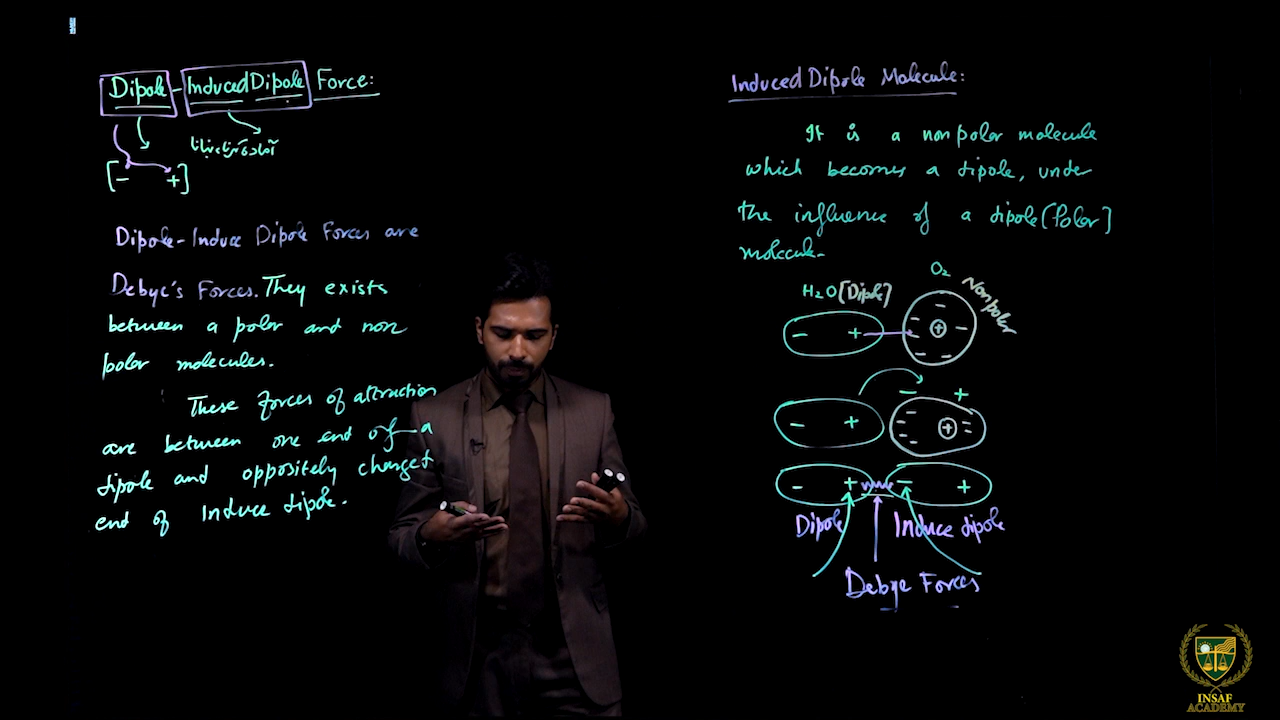 Dipole-Induced Dipole Force:
[- +]
Dipole-Induce Dipole Forces are
Debye's Forces. They exists
between a polar and non
polar molecules.
These forces of attraction
are between one end of a
dipole and oppositely charged
end of Induce dipole.
Induced Dipole Molecule:
It is a nonpolar molecule
which becomes a dipole, under
the influence of a dipole [Polar]
molecule.
O₂
H₂O [Dipole]
Nonpolar
- + - - - - - - +
- +
- + - - - - - +
- + - +
Dipole Induce dipole
Debye Forces
INSAF
ACADEMY